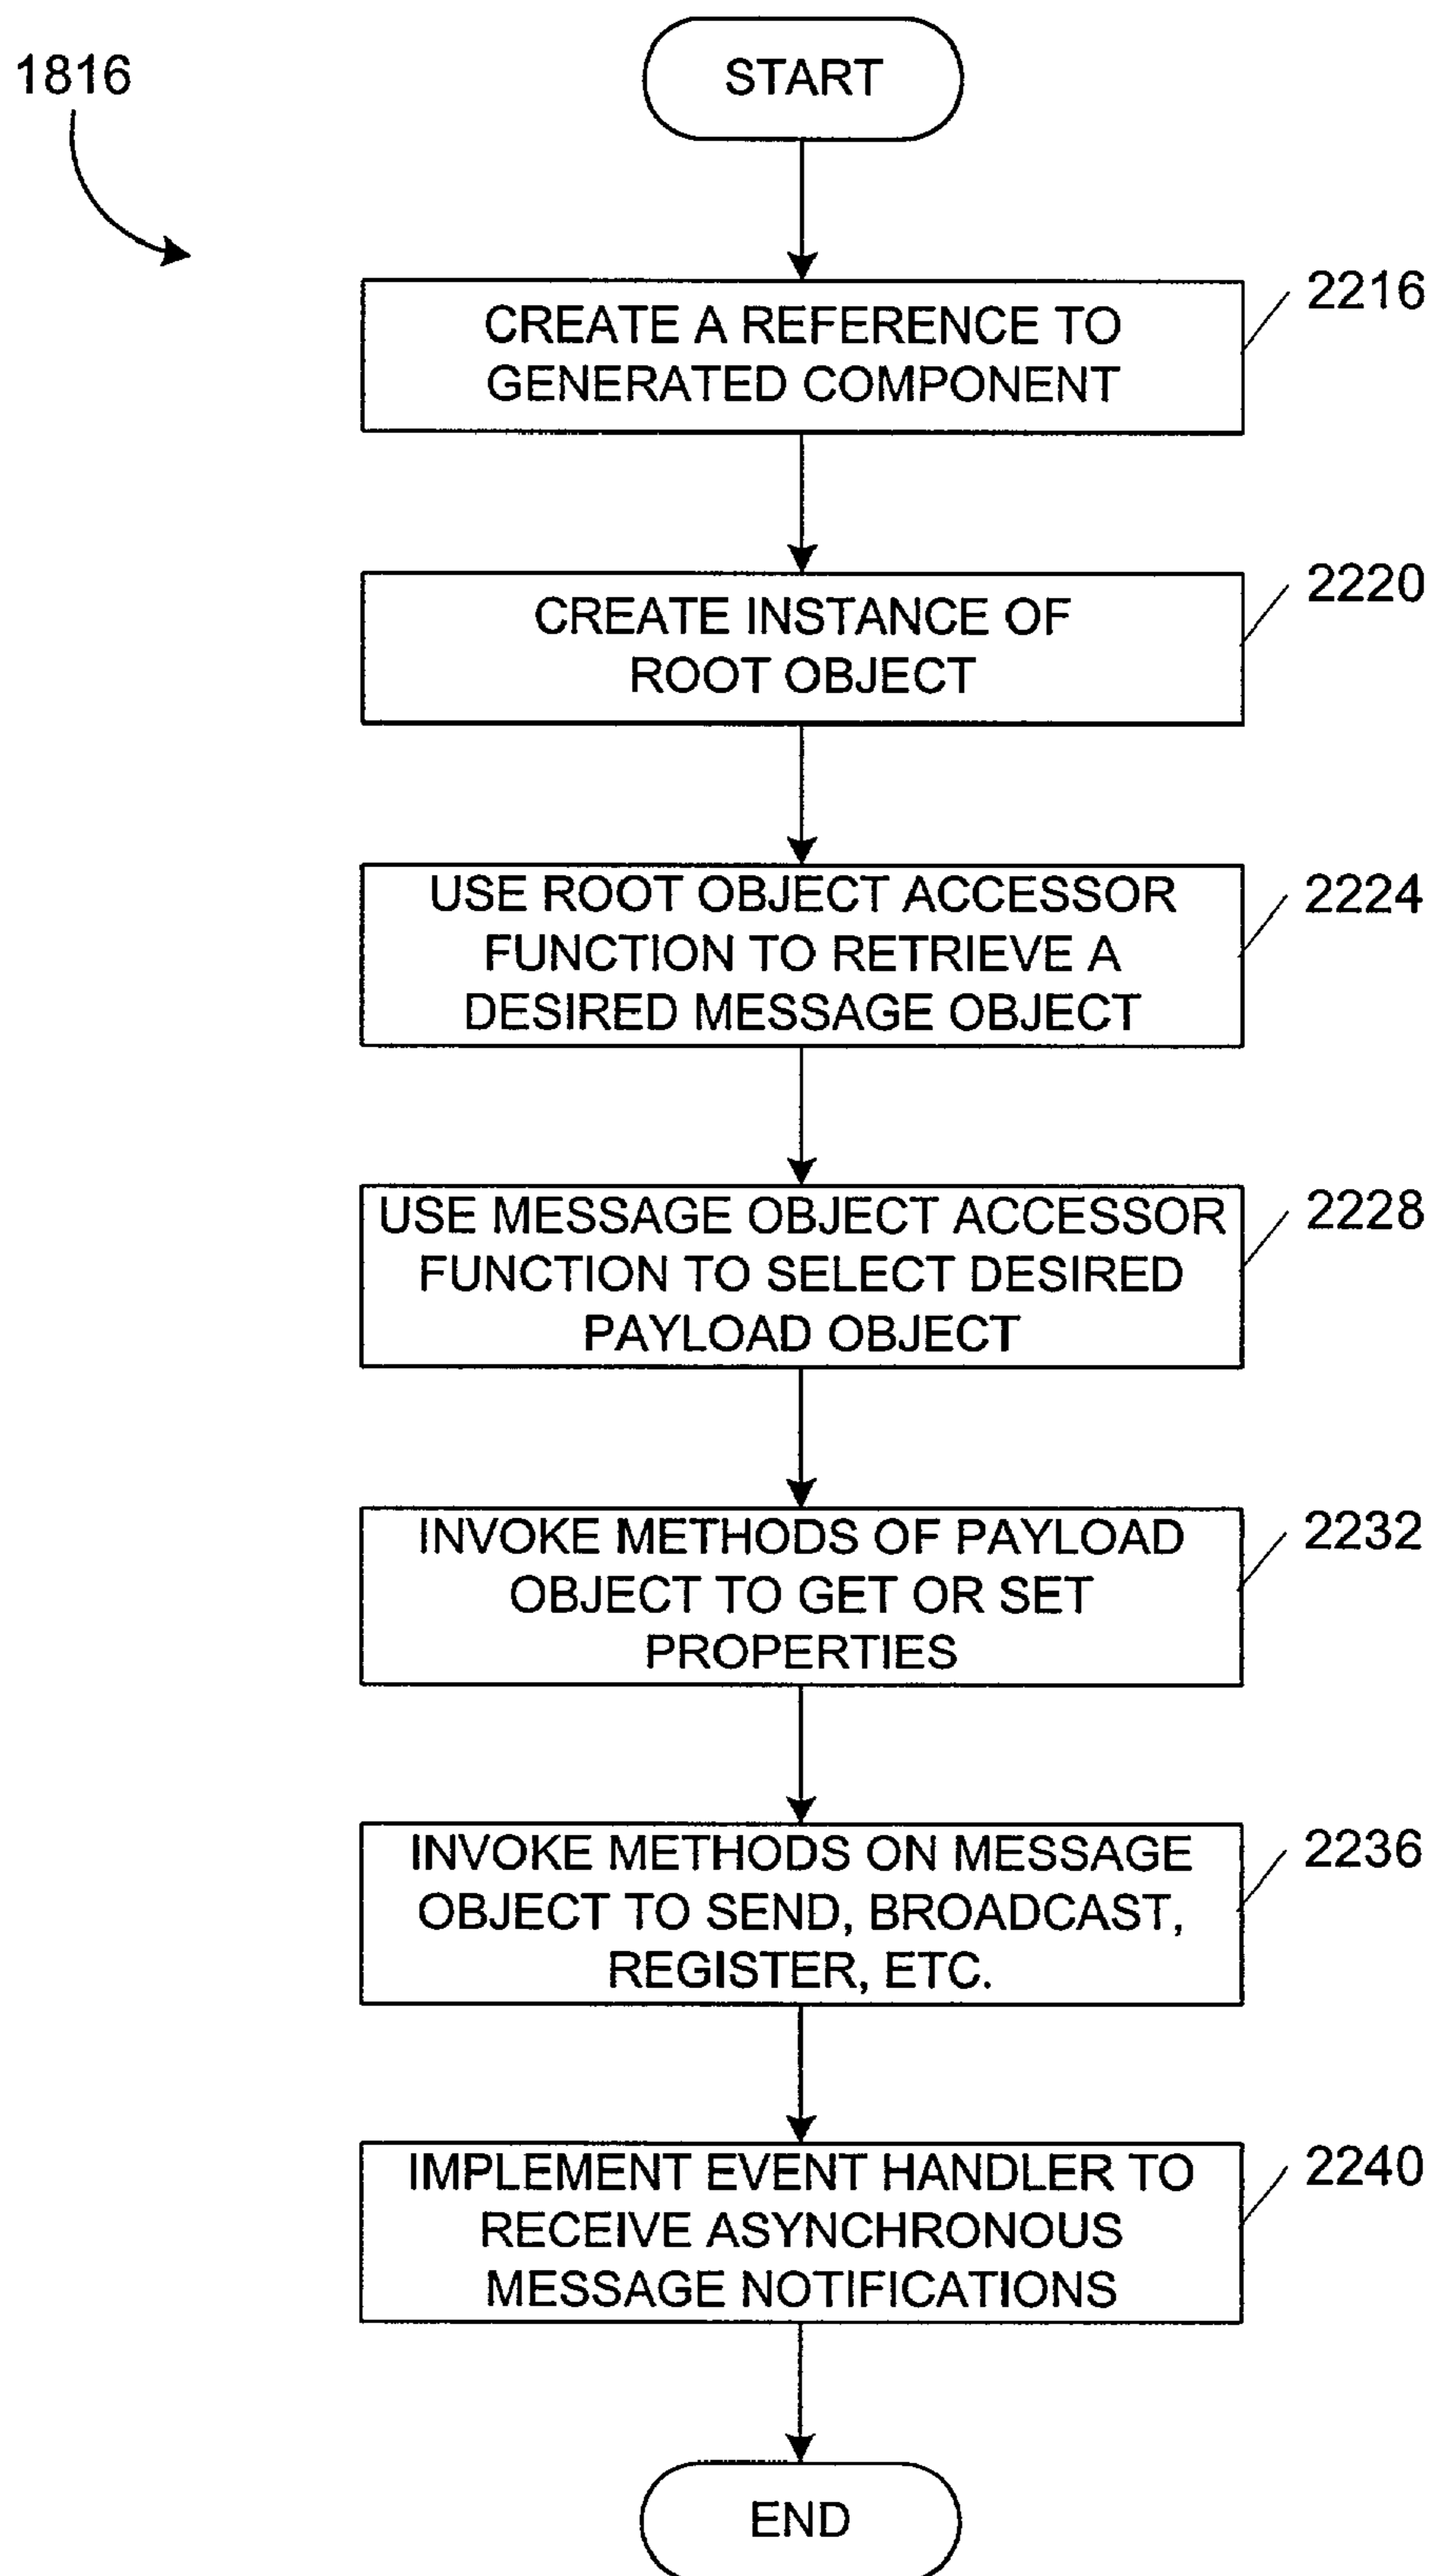 1816
START
2216
CREATE A REFERENCE TO
GENERATED COMPONENT
2220
CREATE INSTANCE OF
ROOT OBJECT
2224
USE ROOT OBJECT ACCESSOR
FUNCTION TO RETRIEVE A
DESIRED MESSAGE OBJECT
2228
USE MESSAGE OBJECT ACCESSOR
FUNCTION TO SELECT DESIRED
PAYLOAD OBJECT
2232
INVOKE METHODS OF PAYLOAD
OBJECT TO GET OR SET
PROPERTIES
2236
INVOKE METHODS ON MESSAGE
OBJECT TO SEND, BROADCAST,
REGISTER, ETC.
2240
IMPLEMENT EVENT HANDLER TO
RECEIVE ASYNCHRONOUS
MESSAGE NOTIFICATIONS
END